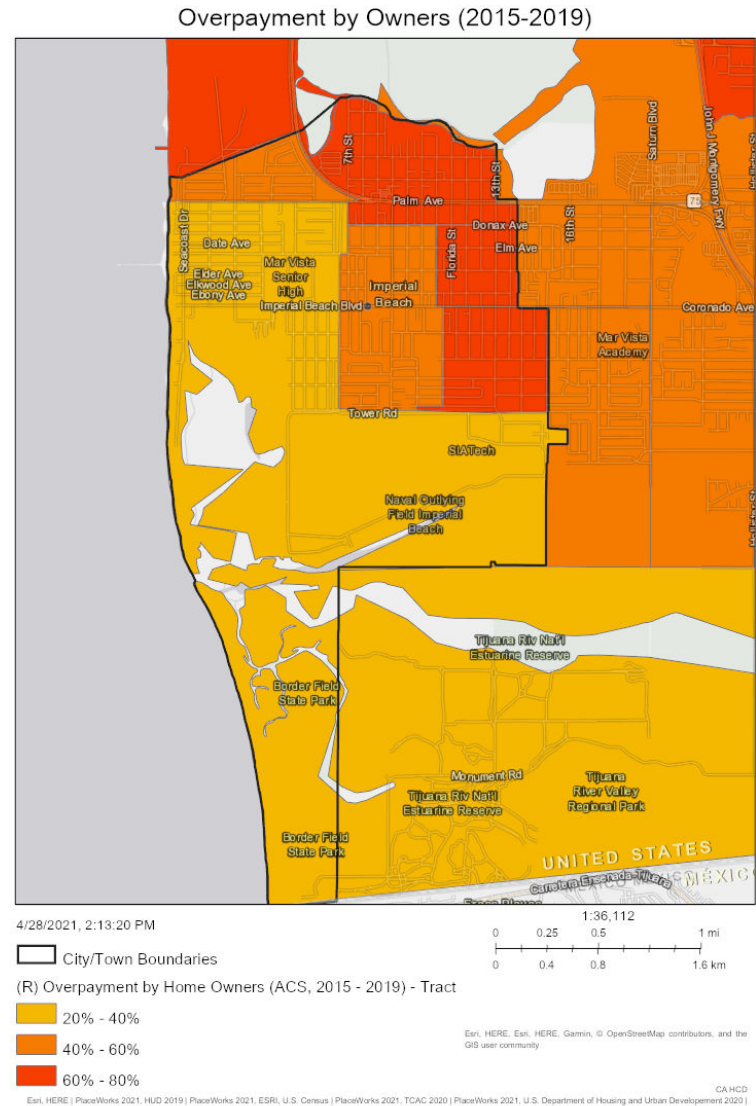 Overpayment by Owners (2015-2019)
7th St
13th St
Saturn Blvd
John J Montgomery Fwy
Palm Ave
75
Seacoast Dr
Florida St
Donax Ave
16th St
Date Ave
Elm Ave
Mar Vista
Senior
High
Elder Ave
Elkwood Ave
Ebony Ave
Imperial
Beach
Imperial Beach Blvd
Coronado Ave
Mar Vista
Academy
Tower Rd
SIATech
Naval Outlying
Field Imperial
Beach
Tijuana Riv Nat'l
Estuarine Reserve
Border Field
State Park
Monument Rd
Tijuana
River Valley
Regional Park
Tijuana Riv Nat'l
Estuarine Reserve
Border Field
State Park
UNITED STATES
MÉXICO
Carretera Ensenada-Tijuana
4/28/2021, 2:13:20 PM
1:36,112
0 0.25 0.5 1 mi
0 0.4 0.8 1.6 km
City/Town Boundaries
(R) Overpayment by Home Owners (ACS, 2015 - 2019) - Tract
20% - 40%
40% - 60%
60% - 80%
Esri, HERE, Esri, HERE, Garmin, © OpenStreetMap contributors, and the
GIS user community
CA HCD
Esri, HERE | PlaceWorks 2021, HUD 2019 | PlaceWorks 2021, ESRI, U.S. Census | PlaceWorks 2021, TCAC 2020 | PlaceWorks 2021, U.S. Department of Housing and Urban Developement 2020 |